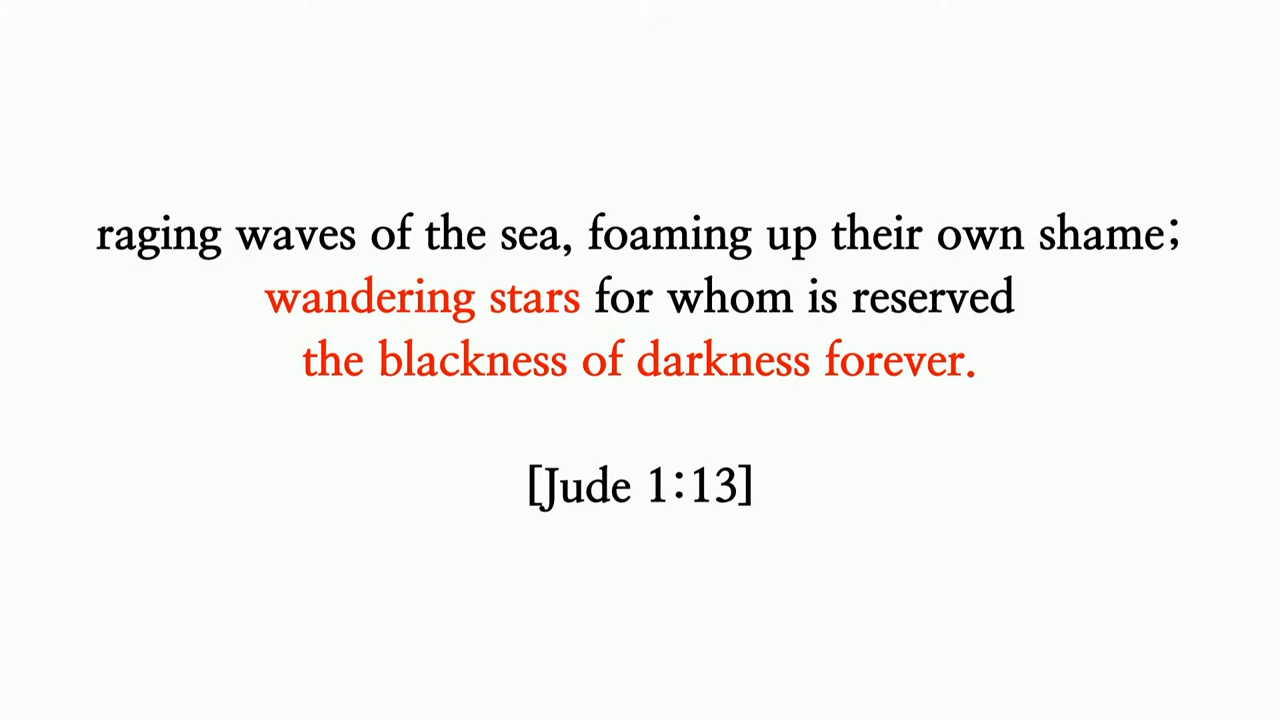 raging waves of the sea, foaming up their own shame;
wandering stars for whom is reserved
the blackness of darkness forever.
[Jude 1:13]